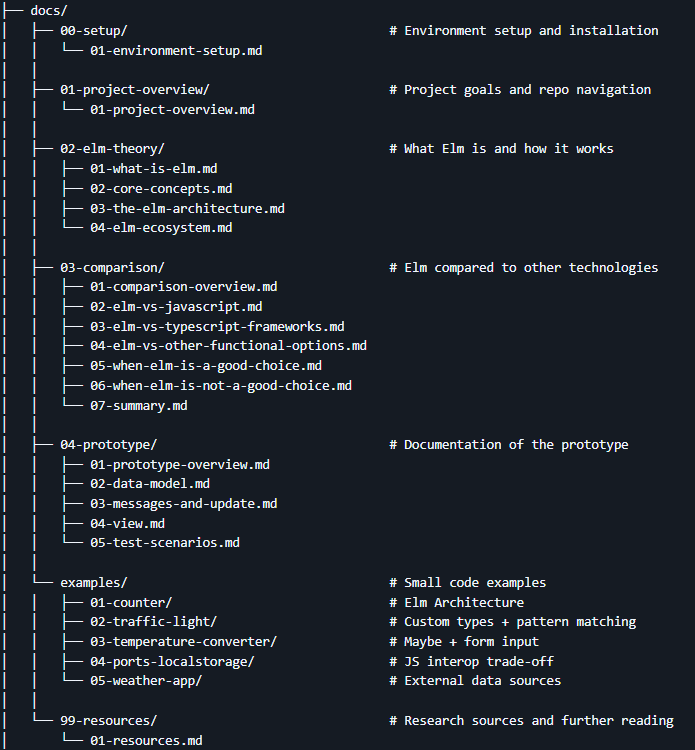 ├── docs/
│   ├── 00-setup/                                  # Environment setup and installation
│   │   └── 01-environment-setup.md
│   │
│   ├── 01-project-overview/                       # Project goals and repo navigation
│   │   └── 01-project-overview.md
│   │
│   ├── 02-elm-theory/                             # What Elm is and how it works
│   │   ├── 01-what-is-elm.md
│   │   ├── 02-core-concepts.md
│   │   ├── 03-the-elm-architecture.md
│   │   └── 04-elm-ecosystem.md
│   │
│   ├── 03-comparison/                             # Elm compared to other technologies
│   │   ├── 01-comparison-overview.md
│   │   ├── 02-elm-vs-javascript.md
│   │   ├── 03-elm-vs-typescript-frameworks.md
│   │   ├── 04-elm-vs-other-functional-options.md
│   │   ├── 05-when-elm-is-a-good-choice.md
│   │   ├── 06-when-elm-is-not-a-good-choice.md
│   │   └── 07-summary.md
│   │
│   ├── 04-prototype/                              # Documentation of the prototype
│   │   ├── 01-prototype-overview.md
│   │   ├── 02-data-model.md
│   │   ├── 03-messages-and-update.md
│   │   ├── 04-view.md
│   │   └── 05-test-scenarios.md
│   │
│   └── examples/                                  # Small code examples
│   │   ├── 01-counter/                            # Elm Architecture
│   │   ├── 02-traffic-light/                      # Custom types + pattern matching
│   │   ├── 03-temperature-converter/              # Maybe + form input
│   │   ├── 04-ports-localstorage/                 # JS interop trade-off
│   │   └── 05-weather-app/                        # External data sources
│   │
│   └── 99-resources/                              # Research sources and further reading
│       └── 01-resources.md